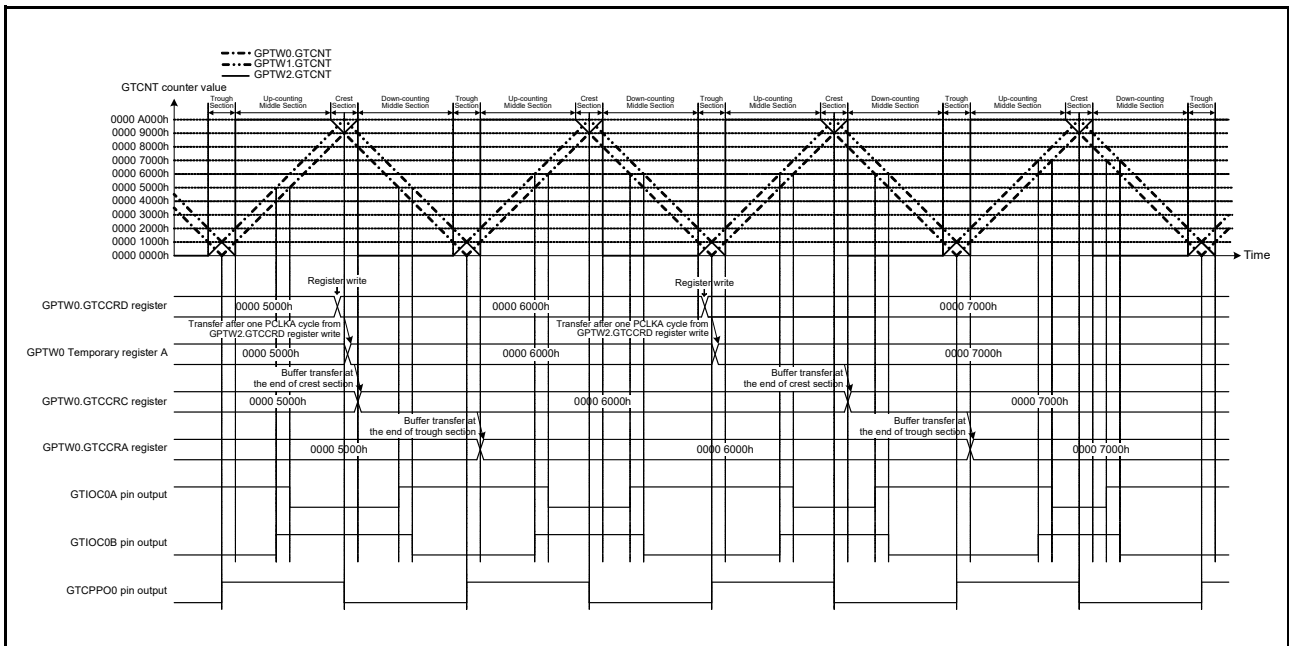 GPTW0.GTCNT
GPTW1.GTCNT
GPTW2.GTCNT
GTCNT counter value
Trough Section
Up-counting Middle Section
Crest Section
Down-counting Middle Section
Trough Section
Up-counting Middle Section
Crest Section
Down-counting Middle Section
Trough Section
Up-counting Middle Section
Crest Section
Down-counting Middle Section
Trough Section
Up-counting Middle Section
Crest Section
Down-counting Middle Section
Trough Section
0000 A000h
0000 9000h
0000 8000h
0000 7000h
0000 6000h
0000 5000h
0000 4000h
0000 3000h
0000 2000h
0000 1000h
0000 0000h
Time
Register write
Register write
GPTW0.GTCCRD register
0000 5000h
0000 6000h
0000 7000h
Transfer after one PCLKA cycle from
GPTW2.GTCCRD register write
Transfer after one PCLKA cycle from
GPTW2.GTCCRD register write
GPTW0 Temporary register A
0000 5000h
0000 6000h
0000 7000h
Buffer transfer at
the end of crest section
Buffer transfer at
the end of crest section
GPTW0.GTCCRC register
0000 5000h
0000 6000h
0000 7000h
Buffer transfer at
the end of trough section
Buffer transfer at
the end of trough section
GPTW0.GTCCRA register
0000 5000h
0000 6000h
0000 7000h
GTIOC0A pin output
GTIOC0B pin output
GTCPPO0 pin output